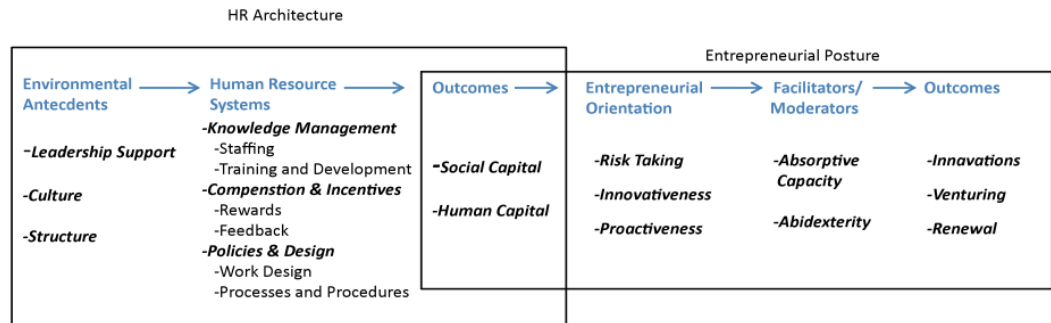 HR Architecture
Entrepreneurial Posture
Environmental
Antecdents
-Leadership Support
-Culture
-Structure
Human Resource
Systems
-Knowledge Management
-Staffing
-Training and Development
-Compenstion & Incentives
-Rewards
-Feedback
-Policies & Design
-Work Design
-Processes and Procedures
Outcomes
-Social Capital
-Human Capital
Entrepreneurial
Orientation
-Risk Taking
-Innovativeness
-Proactiveness
Facilitators/
Moderators
-Absorptive
Capacity
-Abidexterity
Outcomes
-Innavations
-Venturing
-Renewal